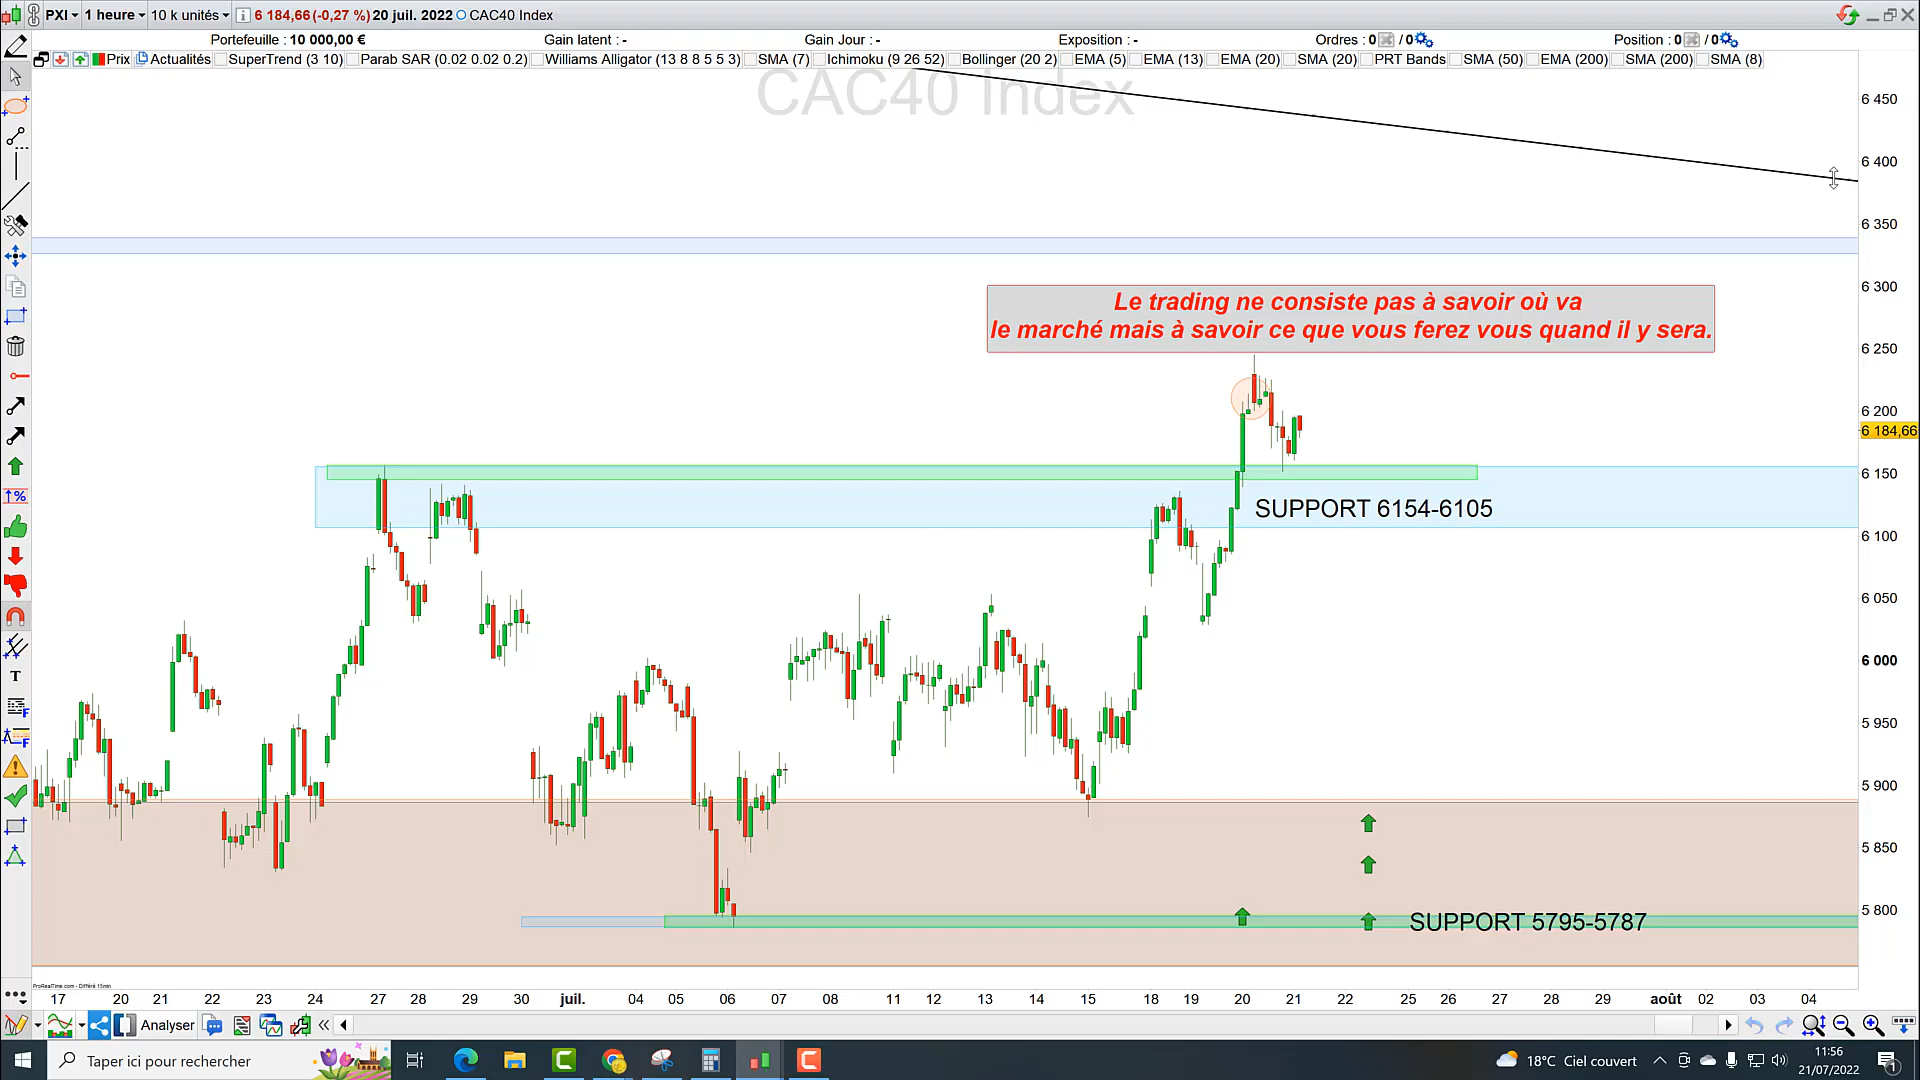 PXI 1 heure 10 k unités 6 184,66 (-0,27 %) 20 juil. 2022 CAC40 Index
Portefeuille : 10 000,00 € Gain latent : - Gain Jour : - Exposition : - Ordres : 0 / 0 Position : 0 / 0
Prix Actualités SuperTrend (3 10) Parab SAR (0.02 0.02 0.2) Williams Alligator (13 8 8 5 5 3) SMA (7) Ichimoku (9 26 52) Bollinger (20 2) EMA (5) EMA (13) EMA (20) SMA (20) PRT Bands SMA (50) EMA (200) SMA (200) SMA (8)
CAC40 Index
6 450
6 400
6 350
6 300
Le trading ne consiste pas à savoir où va
le marché mais à savoir ce que vous ferez vous quand il y sera.
6 250
6 200
6 184,66
6 150
SUPPORT 6154-6105
6 100
6 050
6 000
5 950
5 900
5 850
5 800
SUPPORT 5795-5787
ProRealTime.com - Différé 15min
17 20 21 22 23 24 27 28 29 30 juil. 04 05 06 07 08 11 12 13 14 15 18 19 20 21 22 25 26 27 28 29 août 02 03 04
Analyser
Taper ici pour rechercher
18°C Ciel couvert
11:56
21/07/2022
1